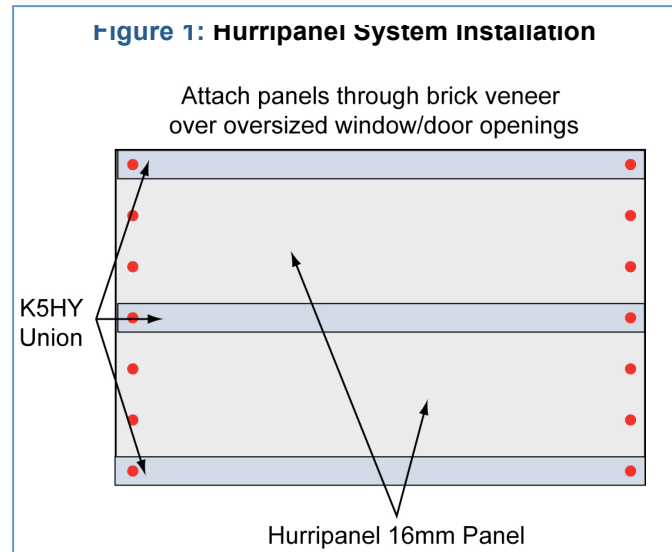 Figure 1: Hurripanel System Installation
Attach panels through brick veneer
over oversized window/door openings
K5HY
Union
Hurripanel 16mm Panel